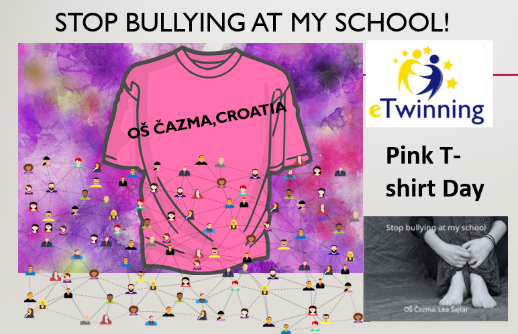 STOP BULLYING AT MY SCHOOL!
OŠ ČAZMA,CROATIA
eTwinning
Pink T-
shirt Day
Stop bullying at my school
OŠ Čazma, Lea Šajtar